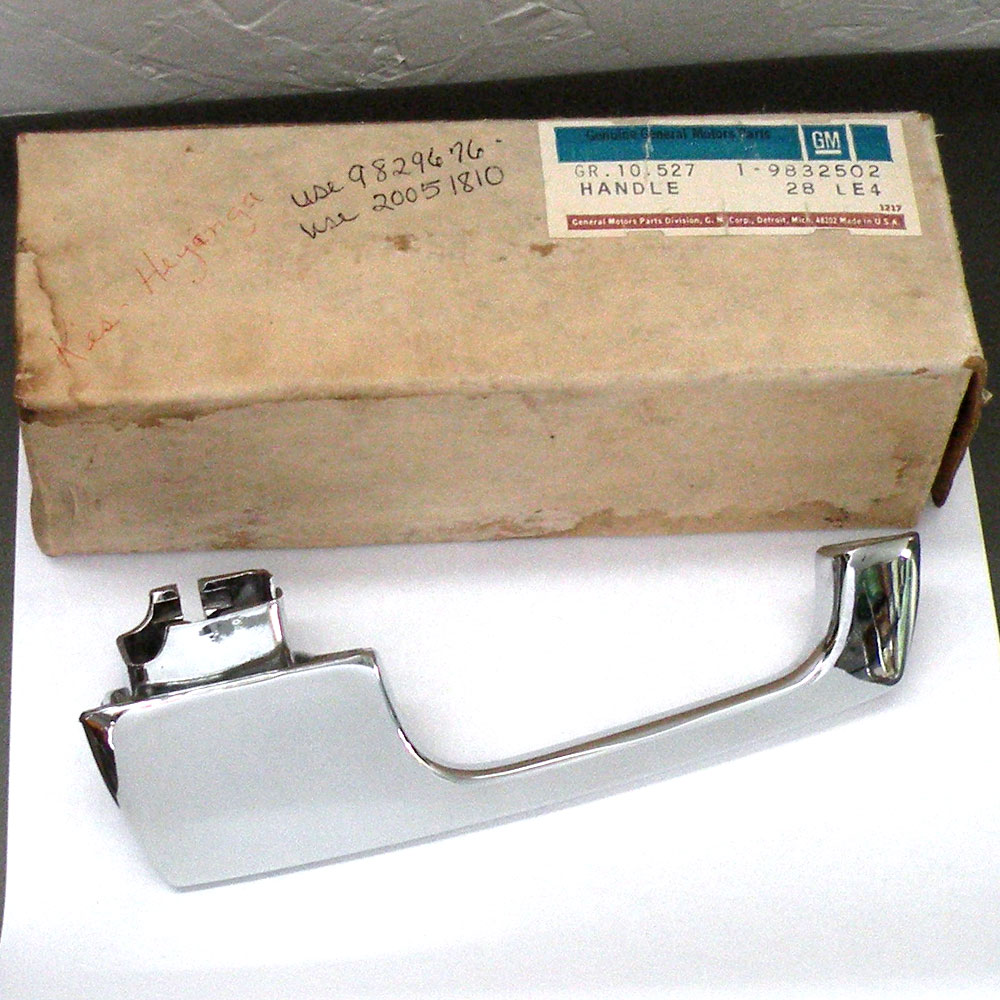 use 9829676
use 20051810
Genuine General Motors Parts
GM
GR. 10.527 1-9832502
HANDLE 2B LE4
1217
General Motors Parts Division, G. M. Corp., Detroit, Mich. 48202 Made in U.S.A.